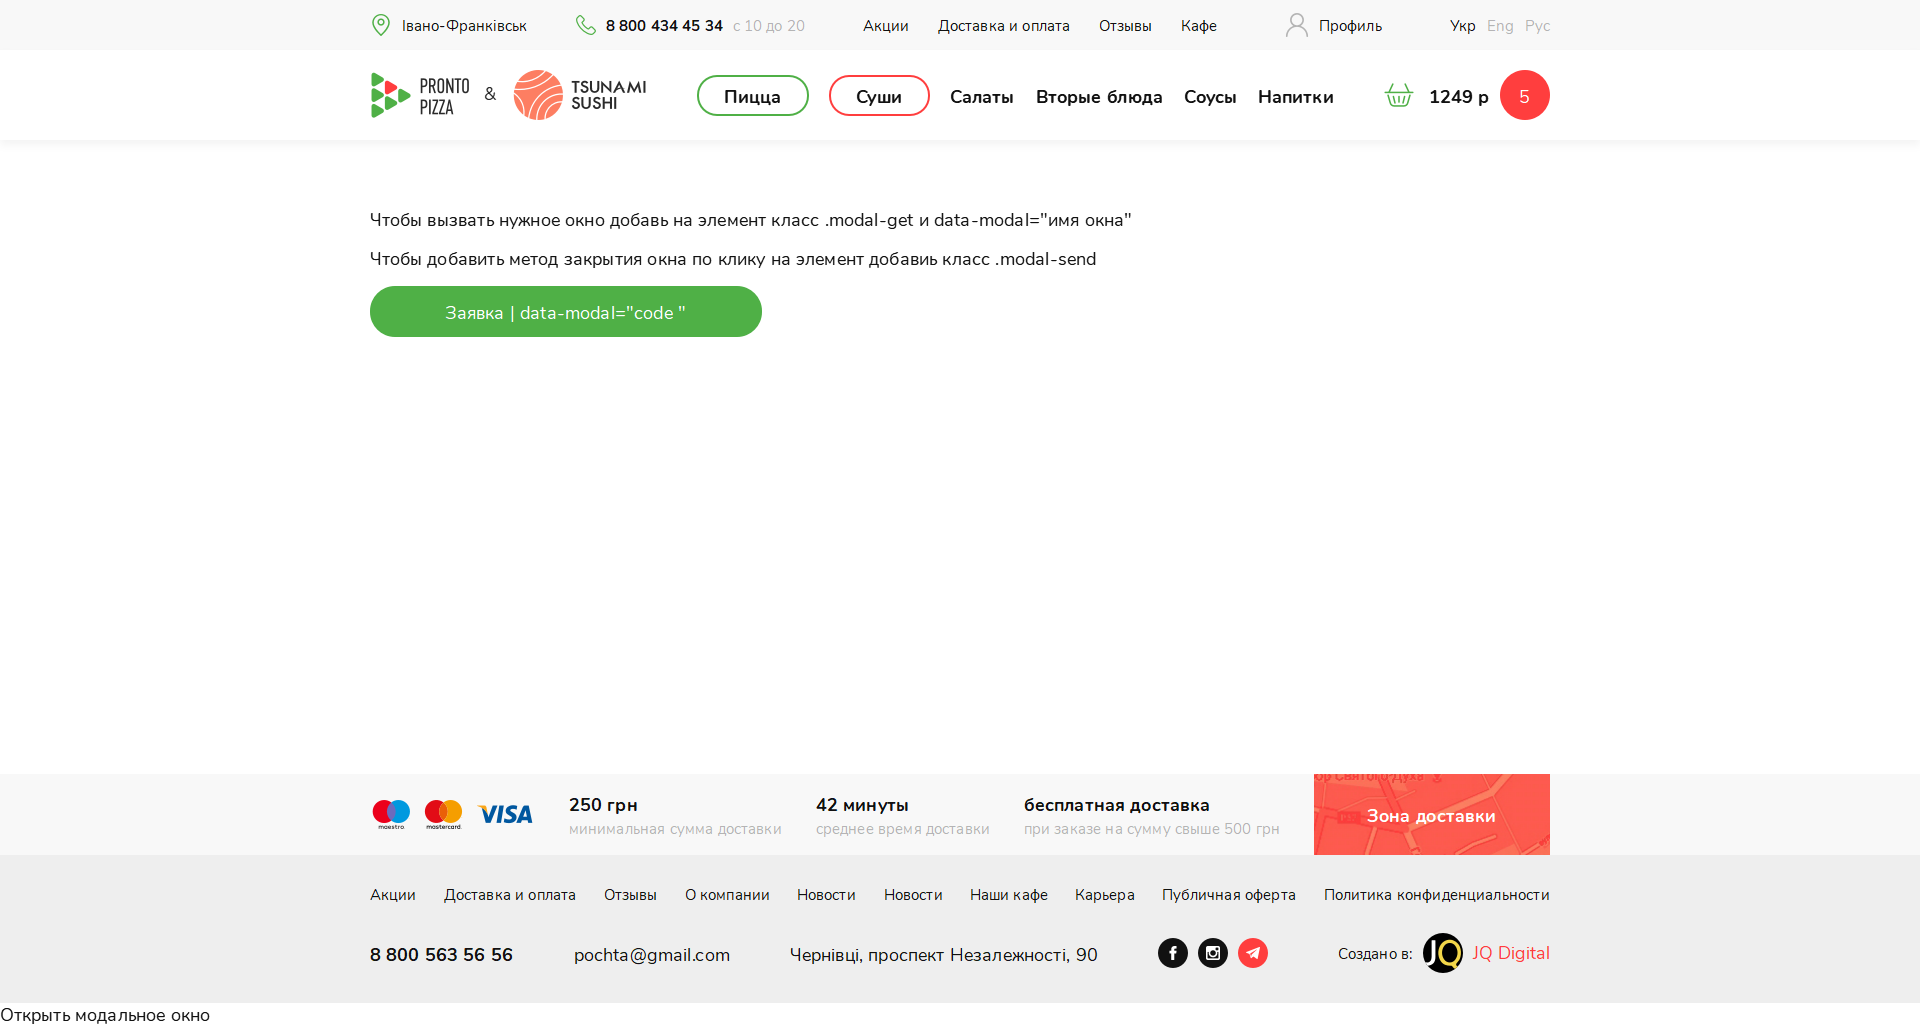 Івано-Франківськ 8 800 434 45 34 с 10 до 20 Акции Доставка и оплата Отзывы Кафе Профиль Укр Eng Рус
PRONTO PIZZA & TSUNAMI SUSHI Пицца Суши Салаты Вторые блюда Соусы Напитки 1249 р 5
Чтобы вызвать нужное окно добавь на элемент класс .modal-get и data-modal="имя окна"
Чтобы добавить метод закрытия окна по клику на элемент добавиь класс .modal-send
Заявка | data-modal="code "
maestro. mastercard. VISA
250 грн
минимальная сумма доставки
42 минуты
среднее время доставки
бесплатная доставка
при заказе на сумму свыше 500 грн
Зона доставки
Акции Доставка и оплата Отзывы О компании Новости Новости Наши кафе Карьера Публичная оферта Политика конфиденциальности
8 800 563 56 56 pochta@gmail.com Чернівці, проспект Незалежності, 90 Создано в: JQ JQ Digital
Открыть модальное окно